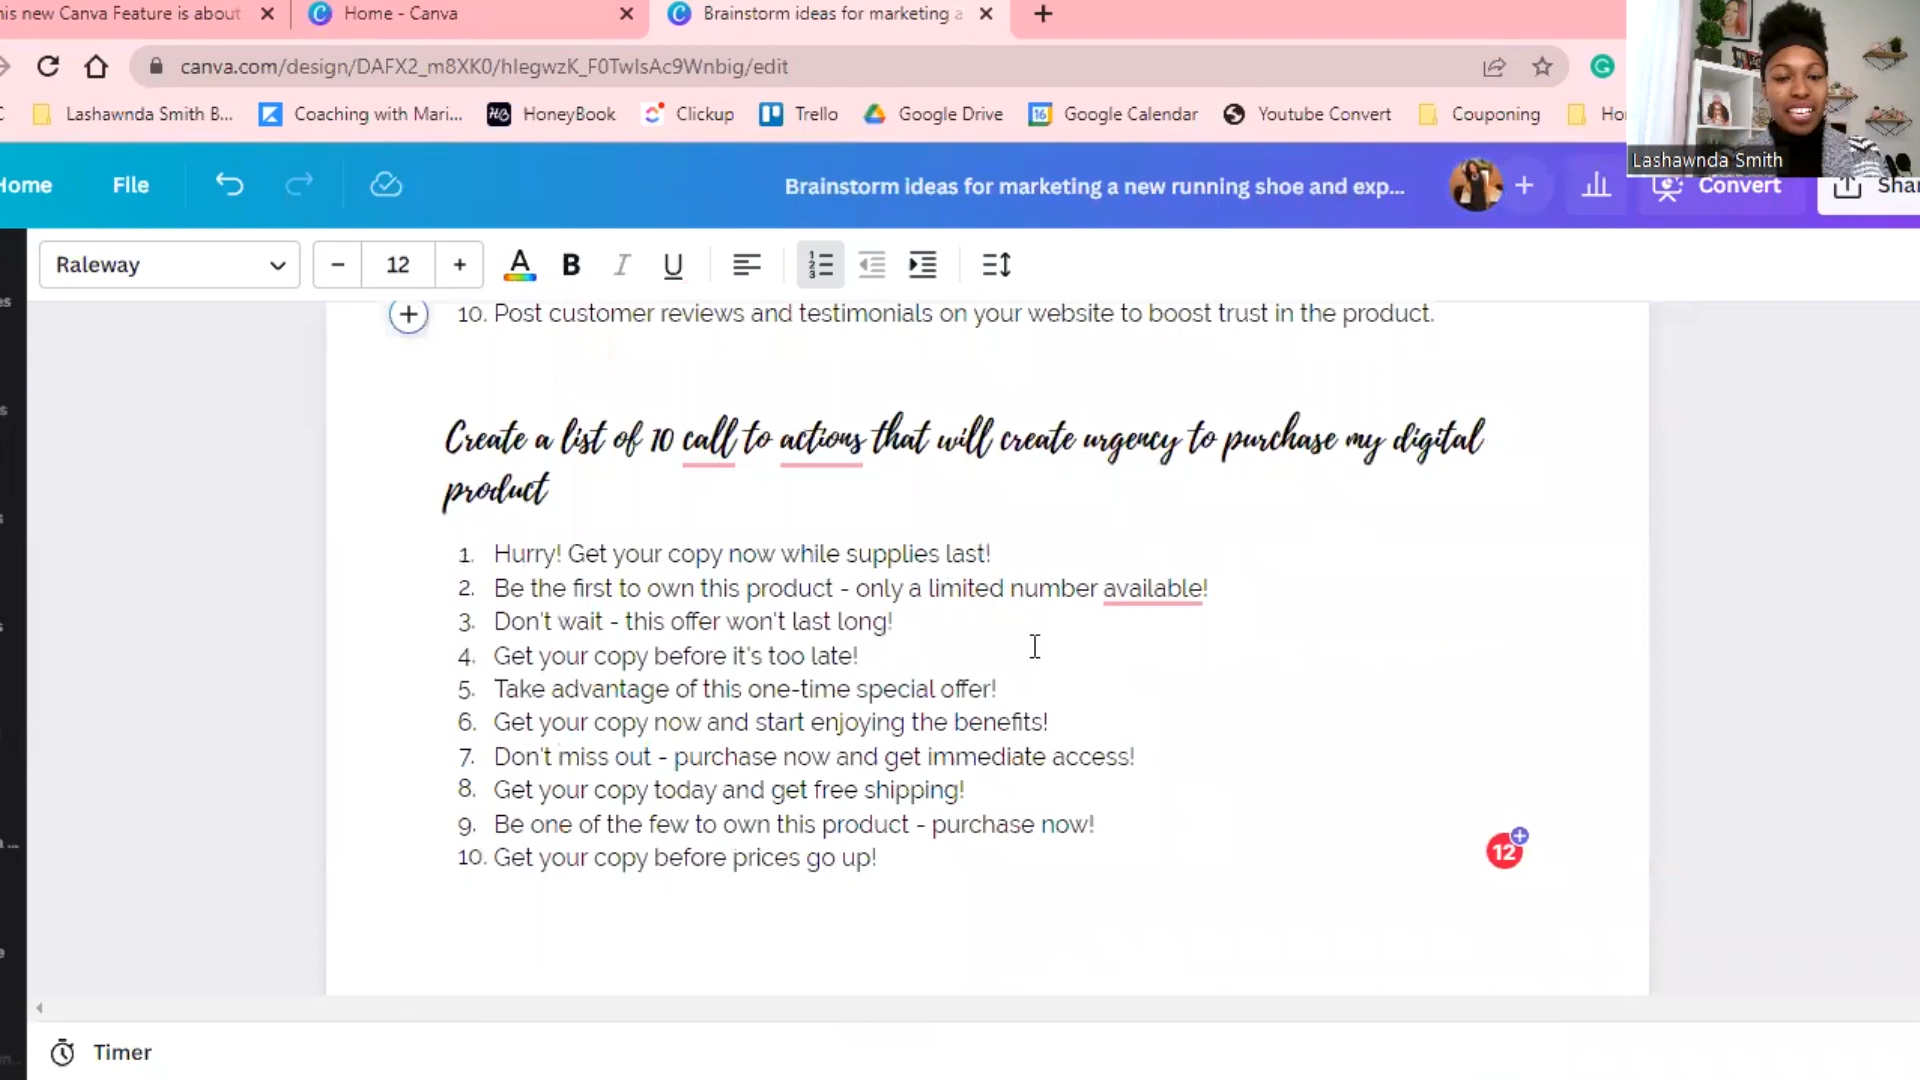 his new Canva Feature is about
Home - Canva
Brainstorm ideas for marketing a
canva.com/design/DAFX2_m8XK0/hIegwzK_F0TwIsAc9Wnbig/edit
Lashawnda Smith B...
Coaching with Mari...
HoneyBook
Clickup
Trello
Google Drive
16
Google Calendar
Youtube Convert
Couponing
Ho
Lashawnda Smith
Home
File
Brainstorm ideas for marketing a new running shoe and exp...
Convert
Shar
Raleway
12
10. Post customer reviews and testimonials on your website to boost trust in the product.
Create a list of 10 call to actions that will create urgency to purchase my digital
product
1. Hurry! Get your copy now while supplies last!
2. Be the first to own this product - only a limited number available!
3. Don't wait - this offer won't last long!
4. Get your copy before it's too late!
5. Take advantage of this one-time special offer!
6. Get your copy now and start enjoying the benefits!
7. Don't miss out - purchase now and get immediate access!
8. Get your copy today and get free shipping!
9. Be one of the few to own this product - purchase now!
10. Get your copy before prices go up!
12
Timer